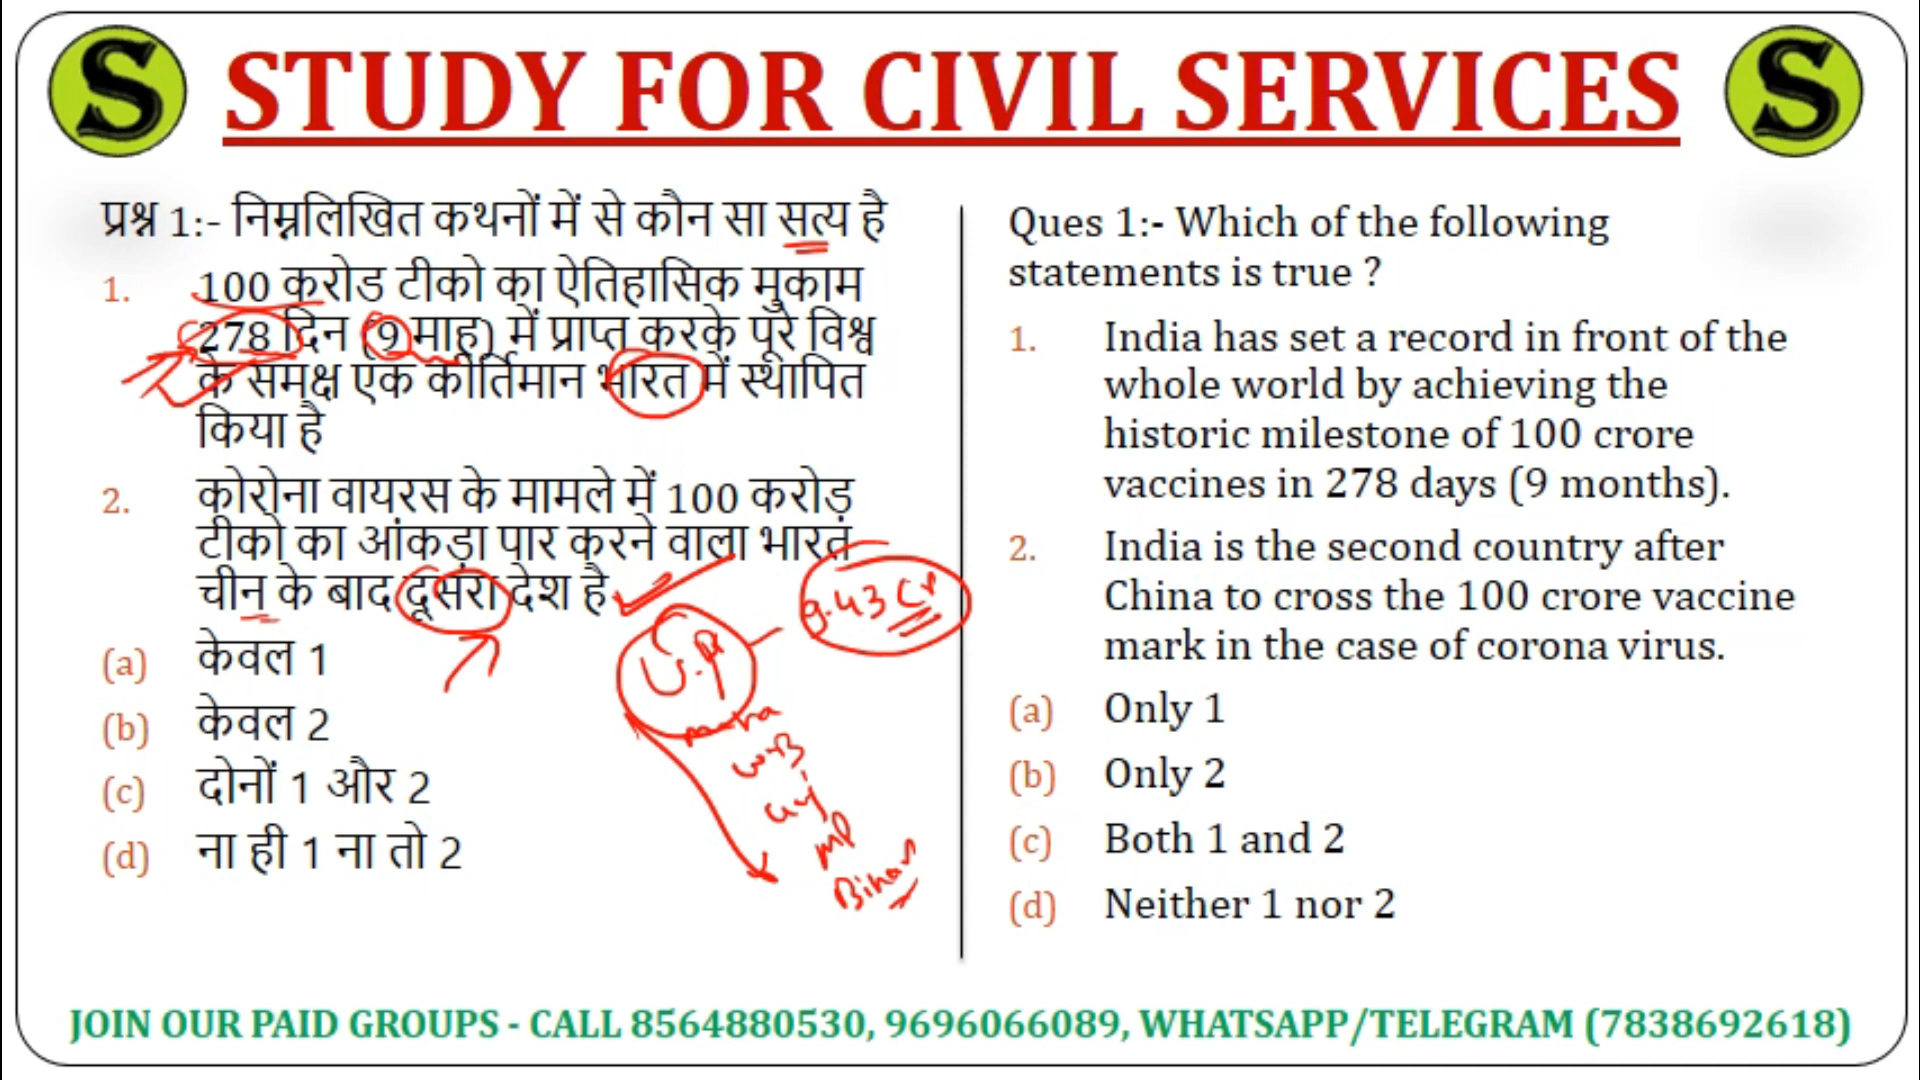 S STUDY FOR CIVIL SERVICES S
प्रश्न 1:- निम्नलिखित कथनों में से कौन सा सत्य है
1. 100 करोड टीको का ऐतिहासिक मुकाम
278 दिन (9 माह) में प्राप्त करके पूरे विश्व
के समक्ष एक कीर्तिमान भारत में स्थापित
किया है
2. कोरोना वायरस के मामले में 100 करोड़
टीको का आंकड़ा पार करने वाला भारत
चीन के बाद दूसरा देश है
(a) केवल 1
(b) केवल 2
(c) दोनों 1 और 2
(d) ना ही 1 ना तो 2
9.43 Cr
U.P
maha
MP
Bihar
Ques 1:- Which of the following
statements is true ?
1. India has set a record in front of the
whole world by achieving the
historic milestone of 100 crore
vaccines in 278 days (9 months).
2. India is the second country after
China to cross the 100 crore vaccine
mark in the case of corona virus.
(a) Only 1
(b) Only 2
(c) Both 1 and 2
(d) Neither 1 nor 2
JOIN OUR PAID GROUPS - CALL 8564880530, 9696066089, WHATSAPP/TELEGRAM (7838692618)